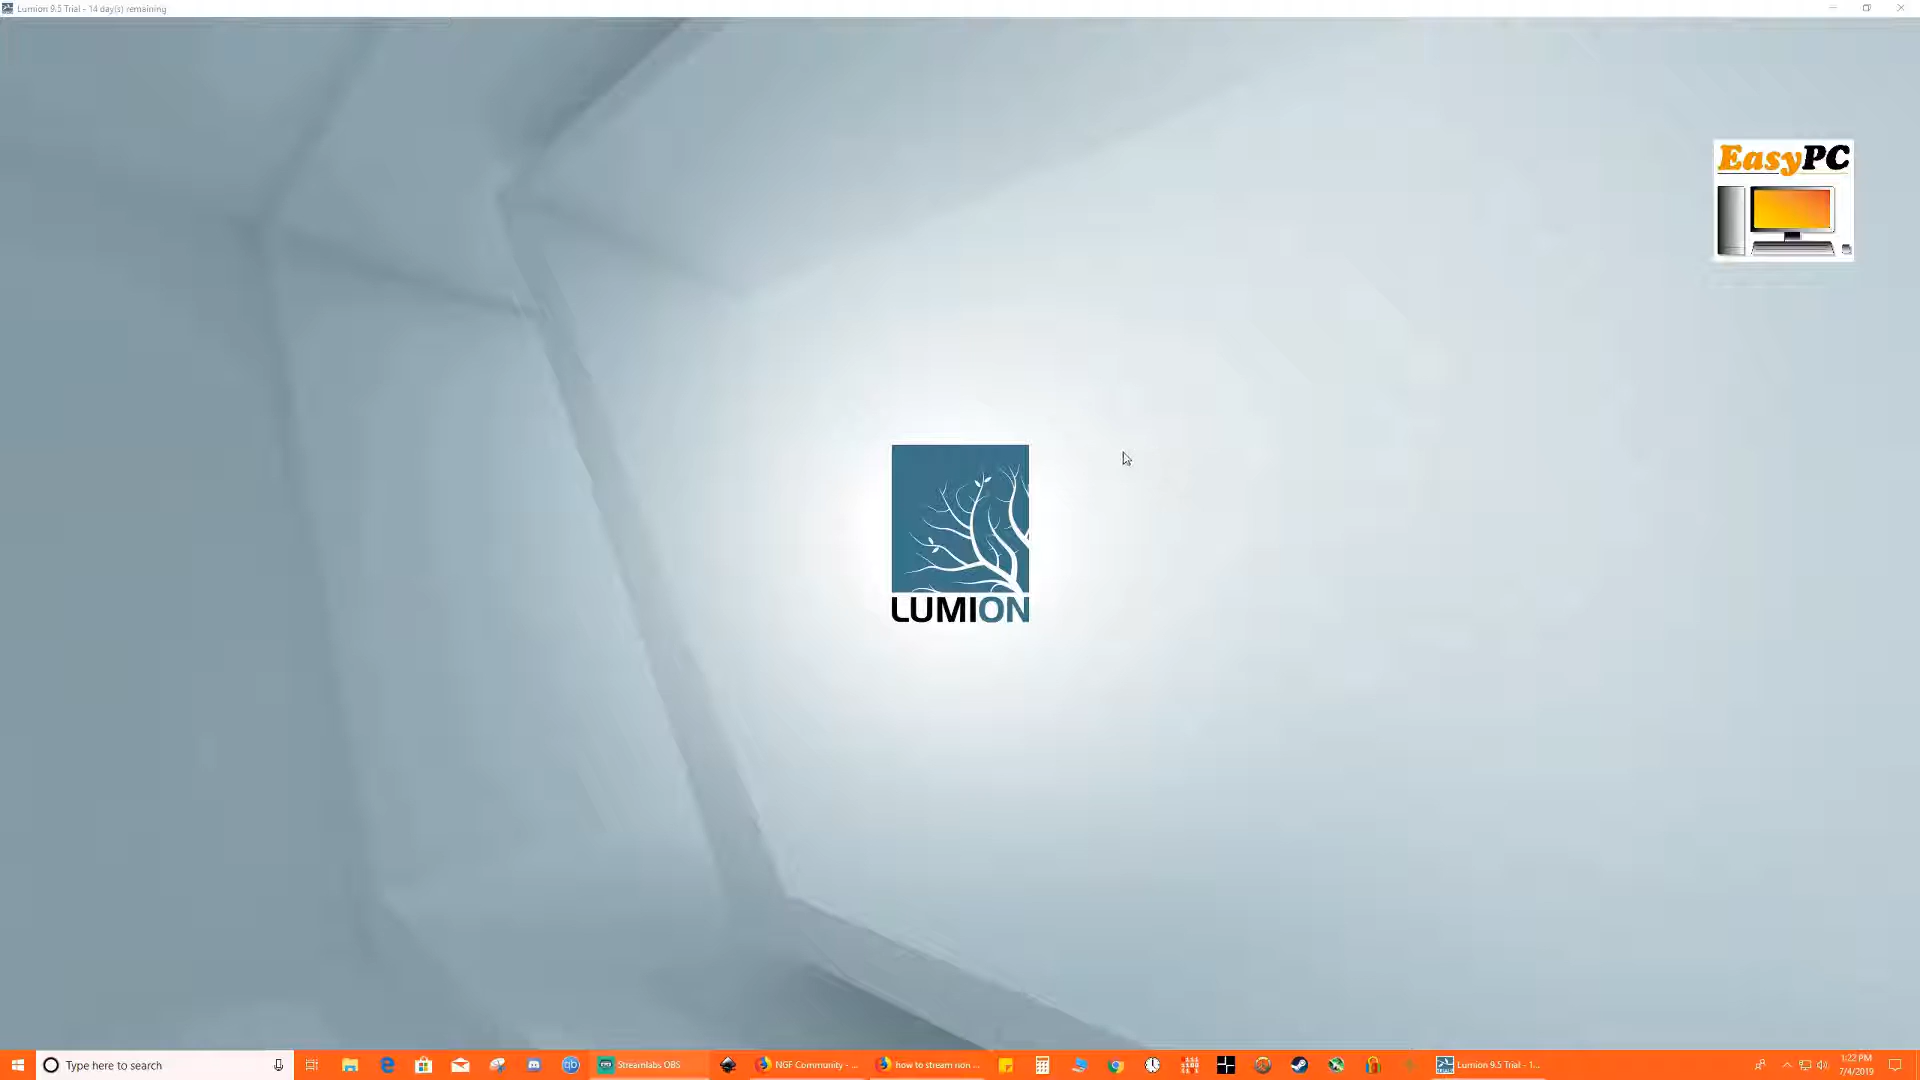 Lumion 9.5 Trial - 14 day(s) remaining
EasyPC
LUMION
Type here to search
Streamlabs OBS
NGF Community - ...
how to stream non ...
Lumion 9.5 Trial - 1...
1:22 PM
7/4/2019